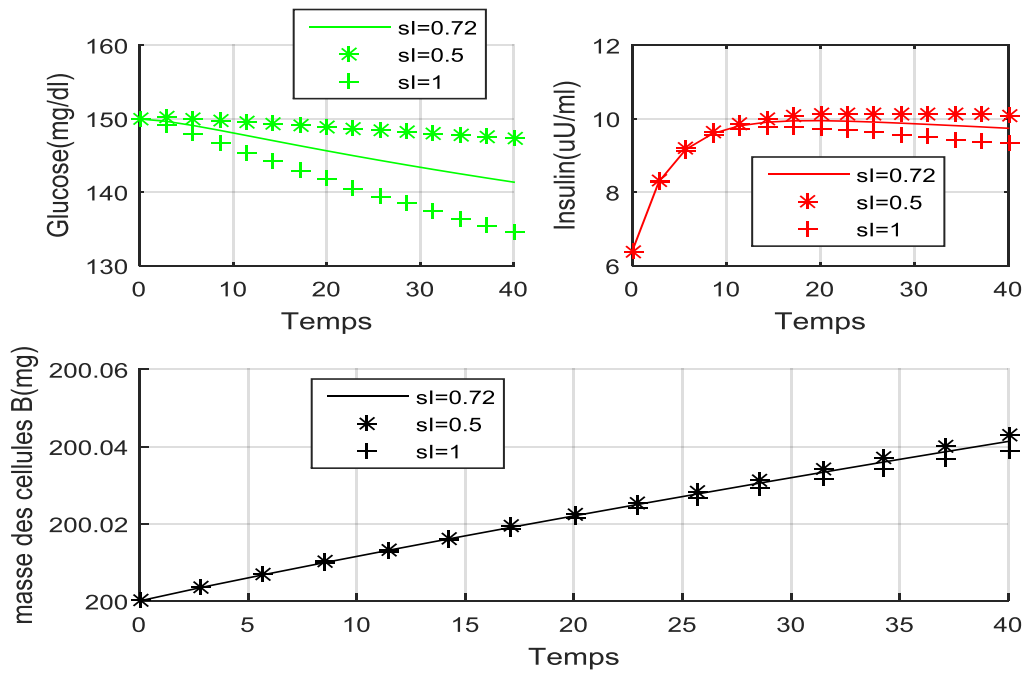 160
150
140
130
Glucose(mg/dl)
0
10
20
30
40
Temps
sI=0.72
sI=0.5
sI=1
12
10
8
6
Insulin(uU/ml)
0
10
20
30
40
Temps
sI=0.72
sI=0.5
sI=1
200.06
200.04
200.02
200
masse des cellules B(mg)
0
5
10
15
20
25
30
35
40
Temps
sI=0.72
sI=0.5
sI=1